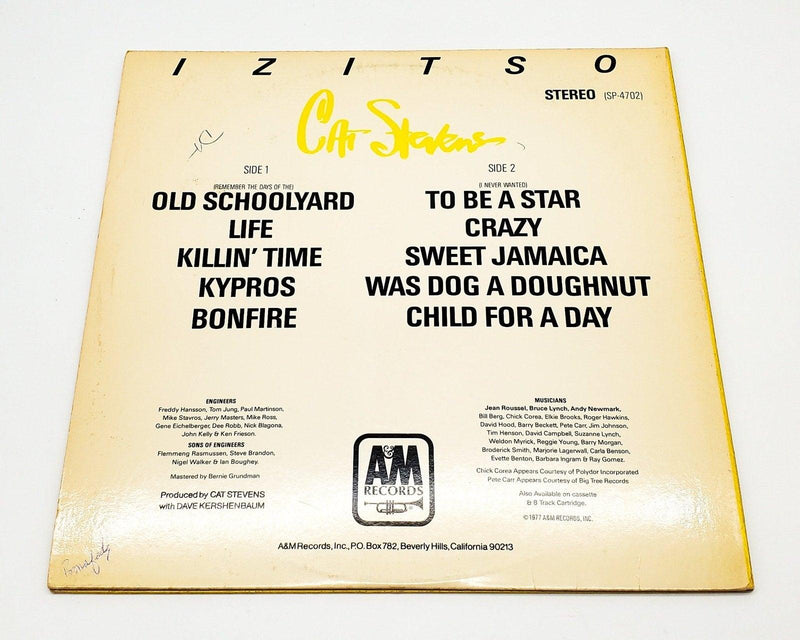 IZITSO
STEREO (SP-4702)
Cat Stevens
SIDE 1
(REMEMBER THE DAYS OF THE)
OLD SCHOOLYARD
LIFE
KILLIN' TIME
KYPROS
BONFIRE
SIDE 2
(I NEVER WANTED)
TO BE A STAR
CRAZY
SWEET JAMAICA
WAS DOG A DOUGHNUT
CHILD FOR A DAY
ENGINEERS
Freddy Hansson, Tom Jung, Paul Martinson,
Mike Stavros, Jerry Masters, Mike Ross,
Gene Eichelberger, Dee Robb, Nick Blagona,
John Kelly & Ken Friesen.
SONS OF ENGINEERS
Flemmeng Rasmussen, Steve Brandon,
Nigel Walker & Ian Boughey.
Mastered by Bernie Grundman
Produced by CAT STEVENS
with DAVE KERSHENBAUM
MUSICIANS
Jean Roussel, Bruce Lynch, Andy Newmark,
Bill Berg, Chick Corea, Elkie Brooks, Roger Hawkins,
David Hood, Barry Beckett, Pete Carr, Jim Johnson,
Tim Henson, David Campbell, Suzanne Lynch,
Weldon Myrick, Reggie Young, Barry Morgan,
Broderick Smith, Marjorie Lagerwall, Carla Benson,
Evette Benton, Barbara Ingram & Ray Gomez.
Chick Corea Appears Courtesy of Polydor Incorporated
Pete Carr Appears Courtesy of Big Tree Records
Also Available on cassette
& 8 Track Cartridge.
©1977 A&M RECORDS, INC.
A&M
RECORDS
A&M Records, Inc., P.O. Box 782, Beverly Hills, California 90213